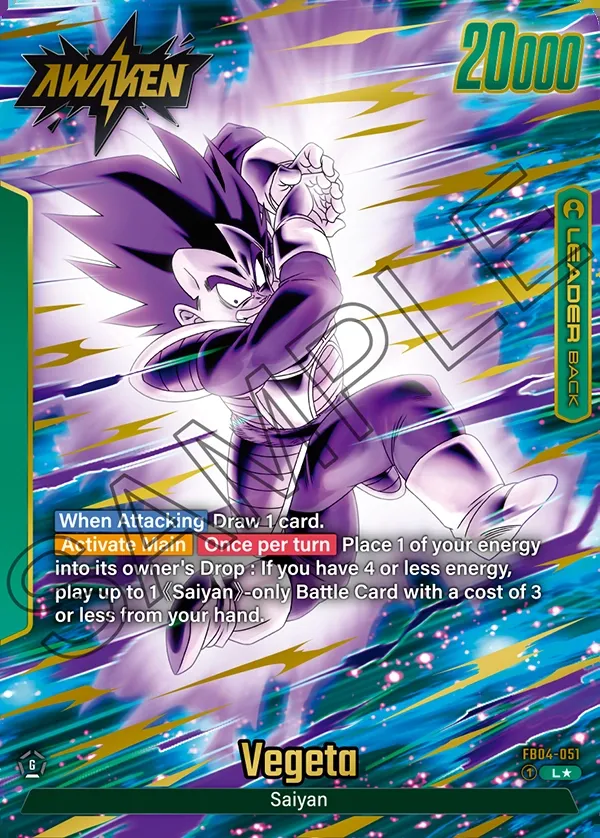 AWAKEN
20000
LEADER BACK
SAMPLE
When Attacking Draw 1 card.
Activate Main Once per turn Place 1 of your energy
into its owner's Drop : If you have 4 or less energy,
play up to 1 《Saiyan》-only Battle Card with a cost of 3
or less from your hand.
Vegeta
FB04-051
G
1 L★
Saiyan